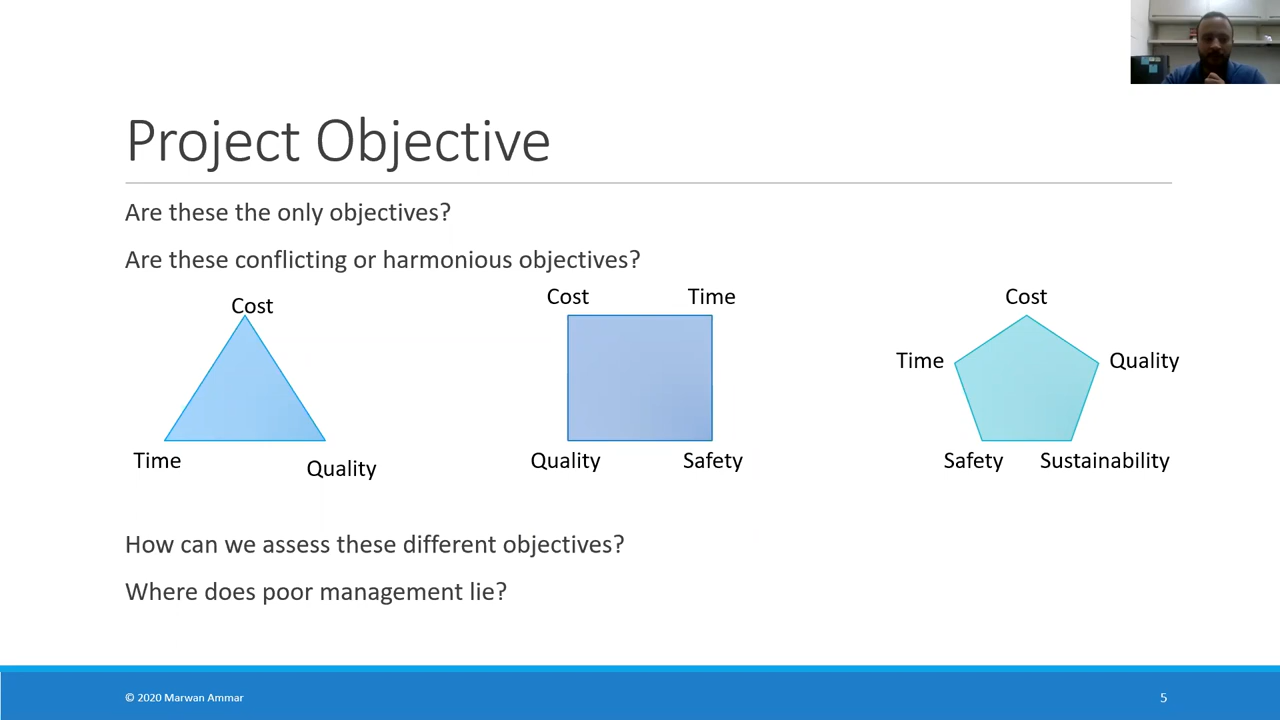 Project Objective
Are these the only objectives?
Are these conflicting or harmonious objectives?
Cost
Time
Quality
Cost
Time
Quality
Safety
Cost
Time
Quality
Safety
Sustainability
How can we assess these different objectives?
Where does poor management lie?
© 2020 Marwan Ammar
5